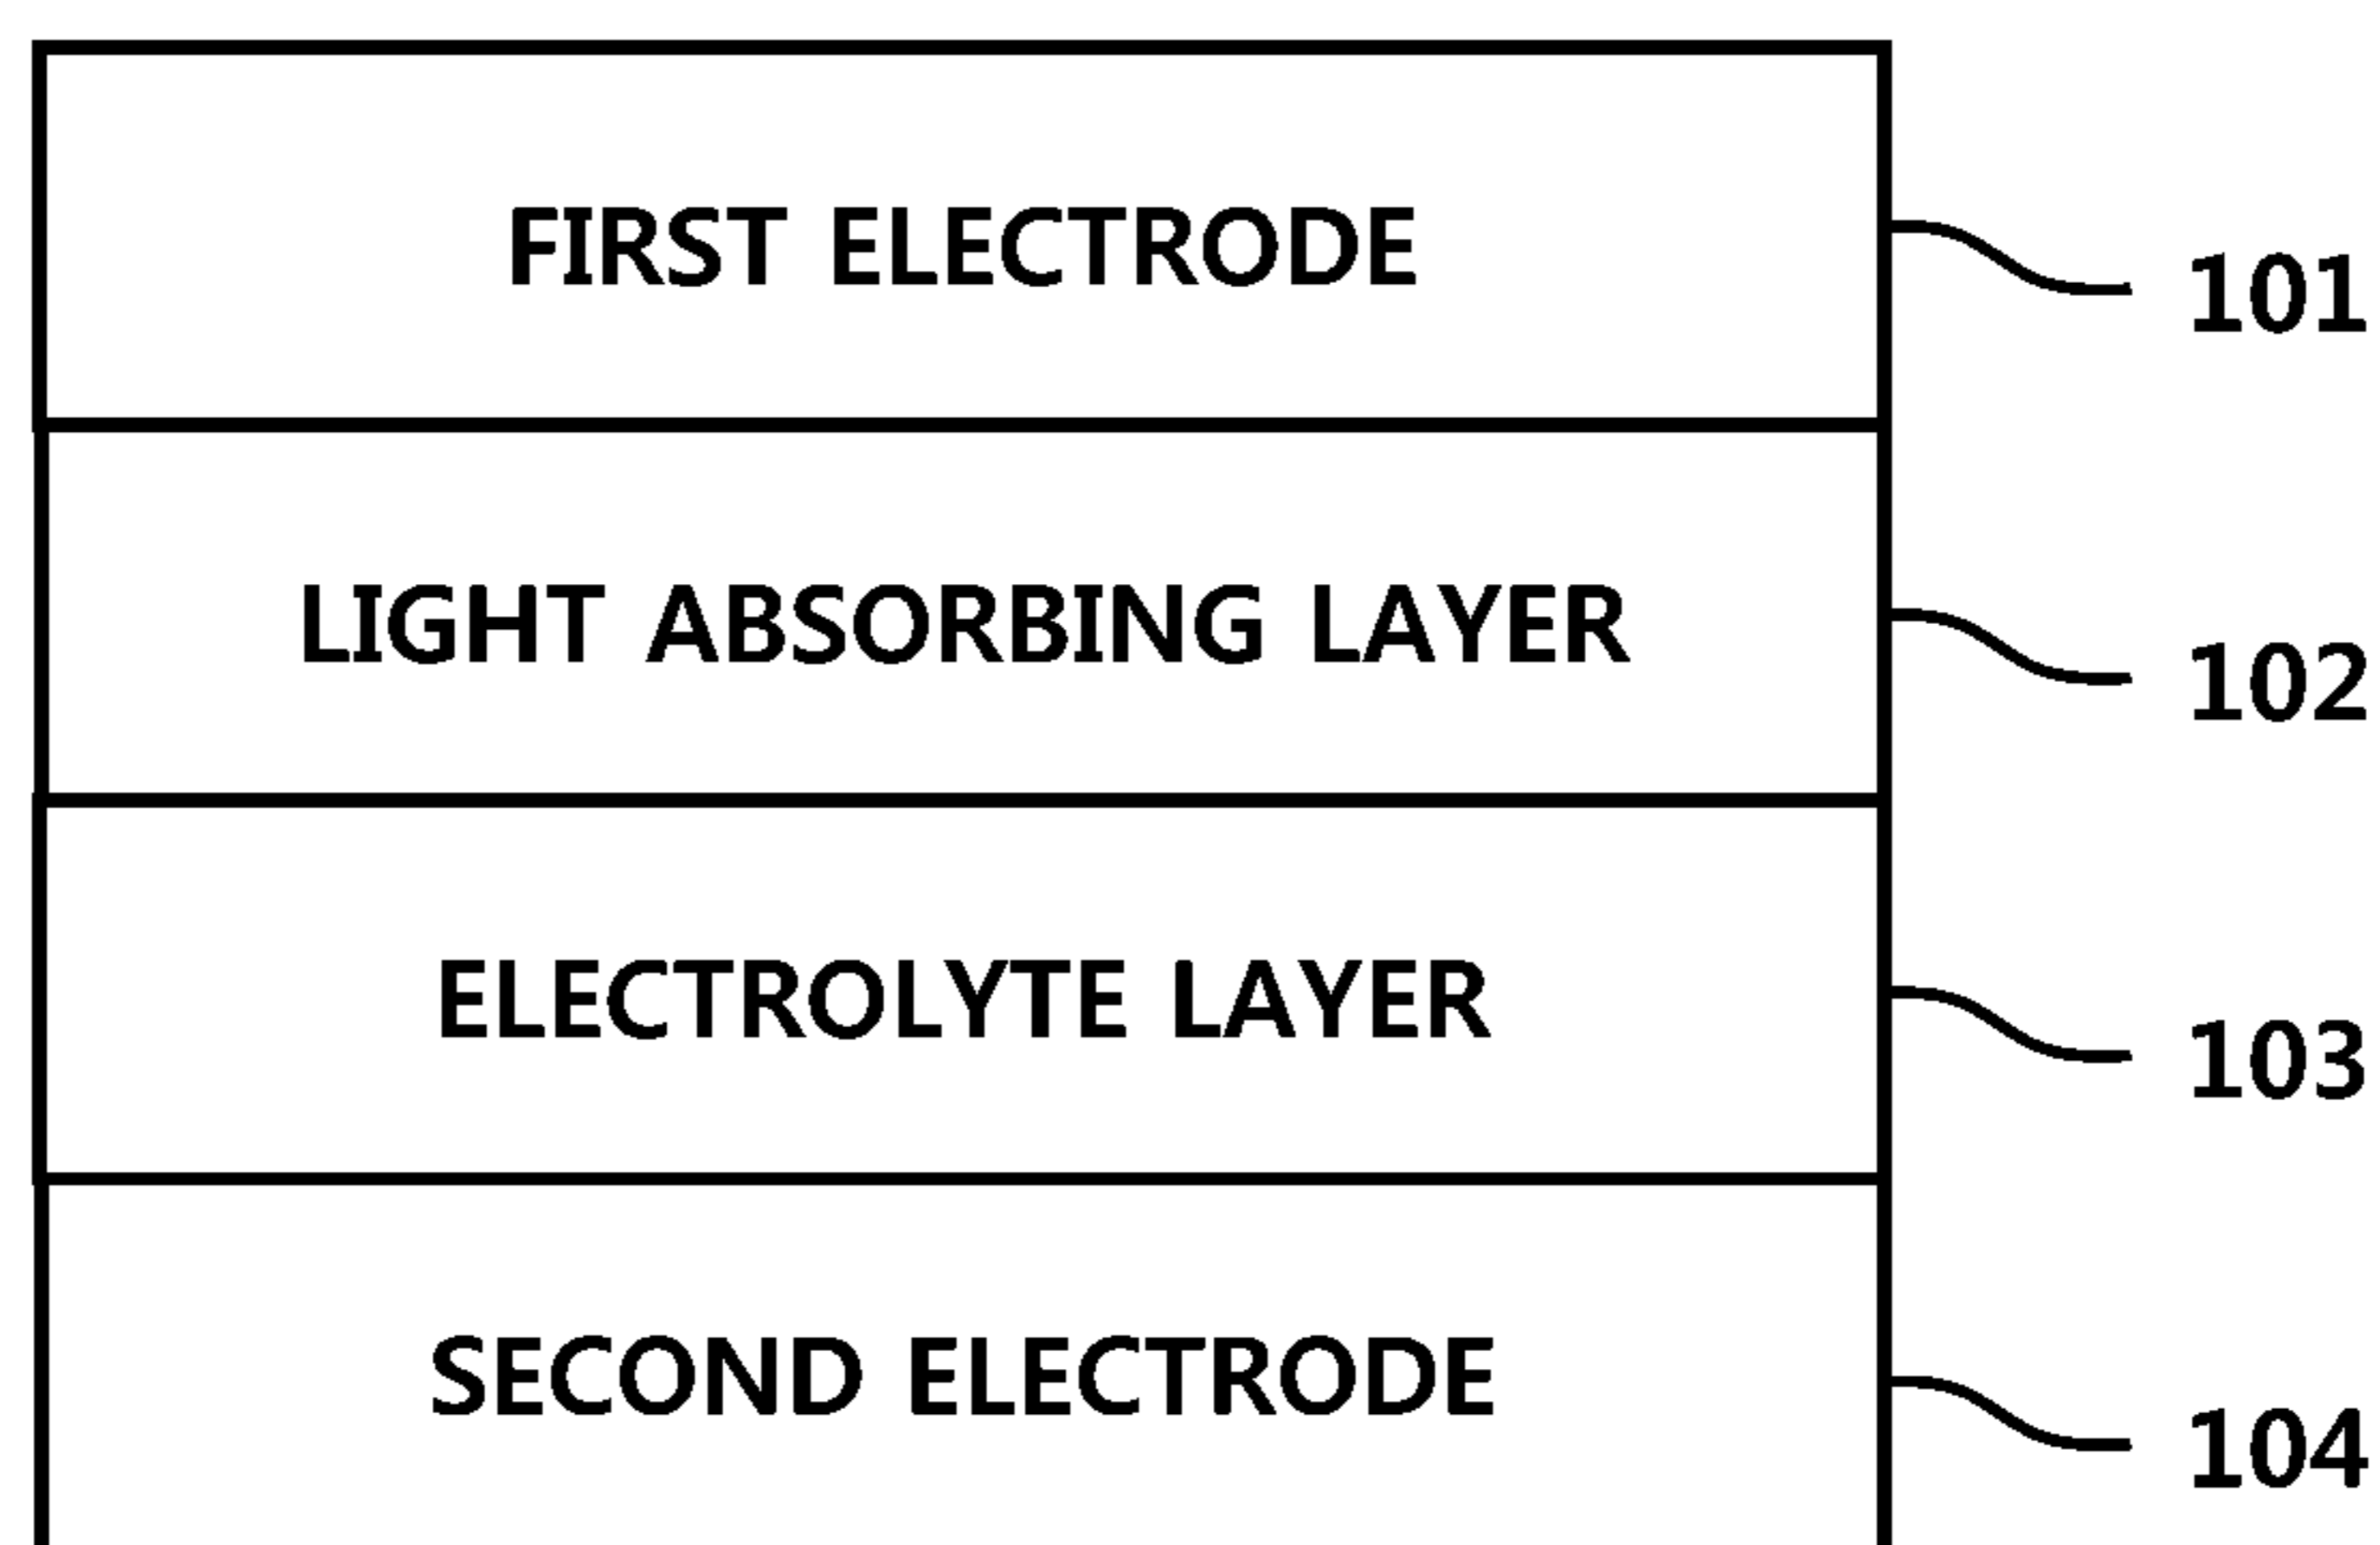 FIRST ELECTRODE
101
LIGHT ABSORBING LAYER
102
ELECTROLYTE LAYER
103
SECOND ELECTRODE
104